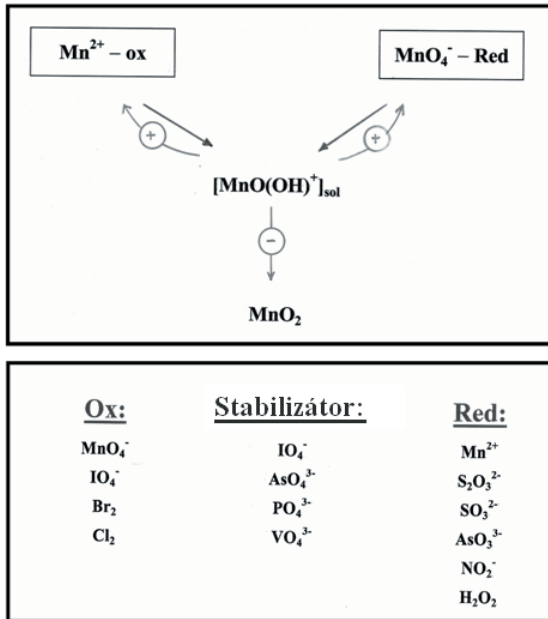 Mn²⁺ – ox
MnO₄⁻ – Red
+
+
[MnO(OH)⁺]sol
−
MnO₂
Ox:
Stabilizátor:
Red:
MnO₄⁻
IO₄⁻
Mn²⁺
IO₄⁻
AsO₄³⁻
S₂O₃²⁻
Br₂
PO₄³⁻
SO₃²⁻
Cl₂
VO₄³⁻
AsO₃³⁻
NO₂⁻
H₂O₂